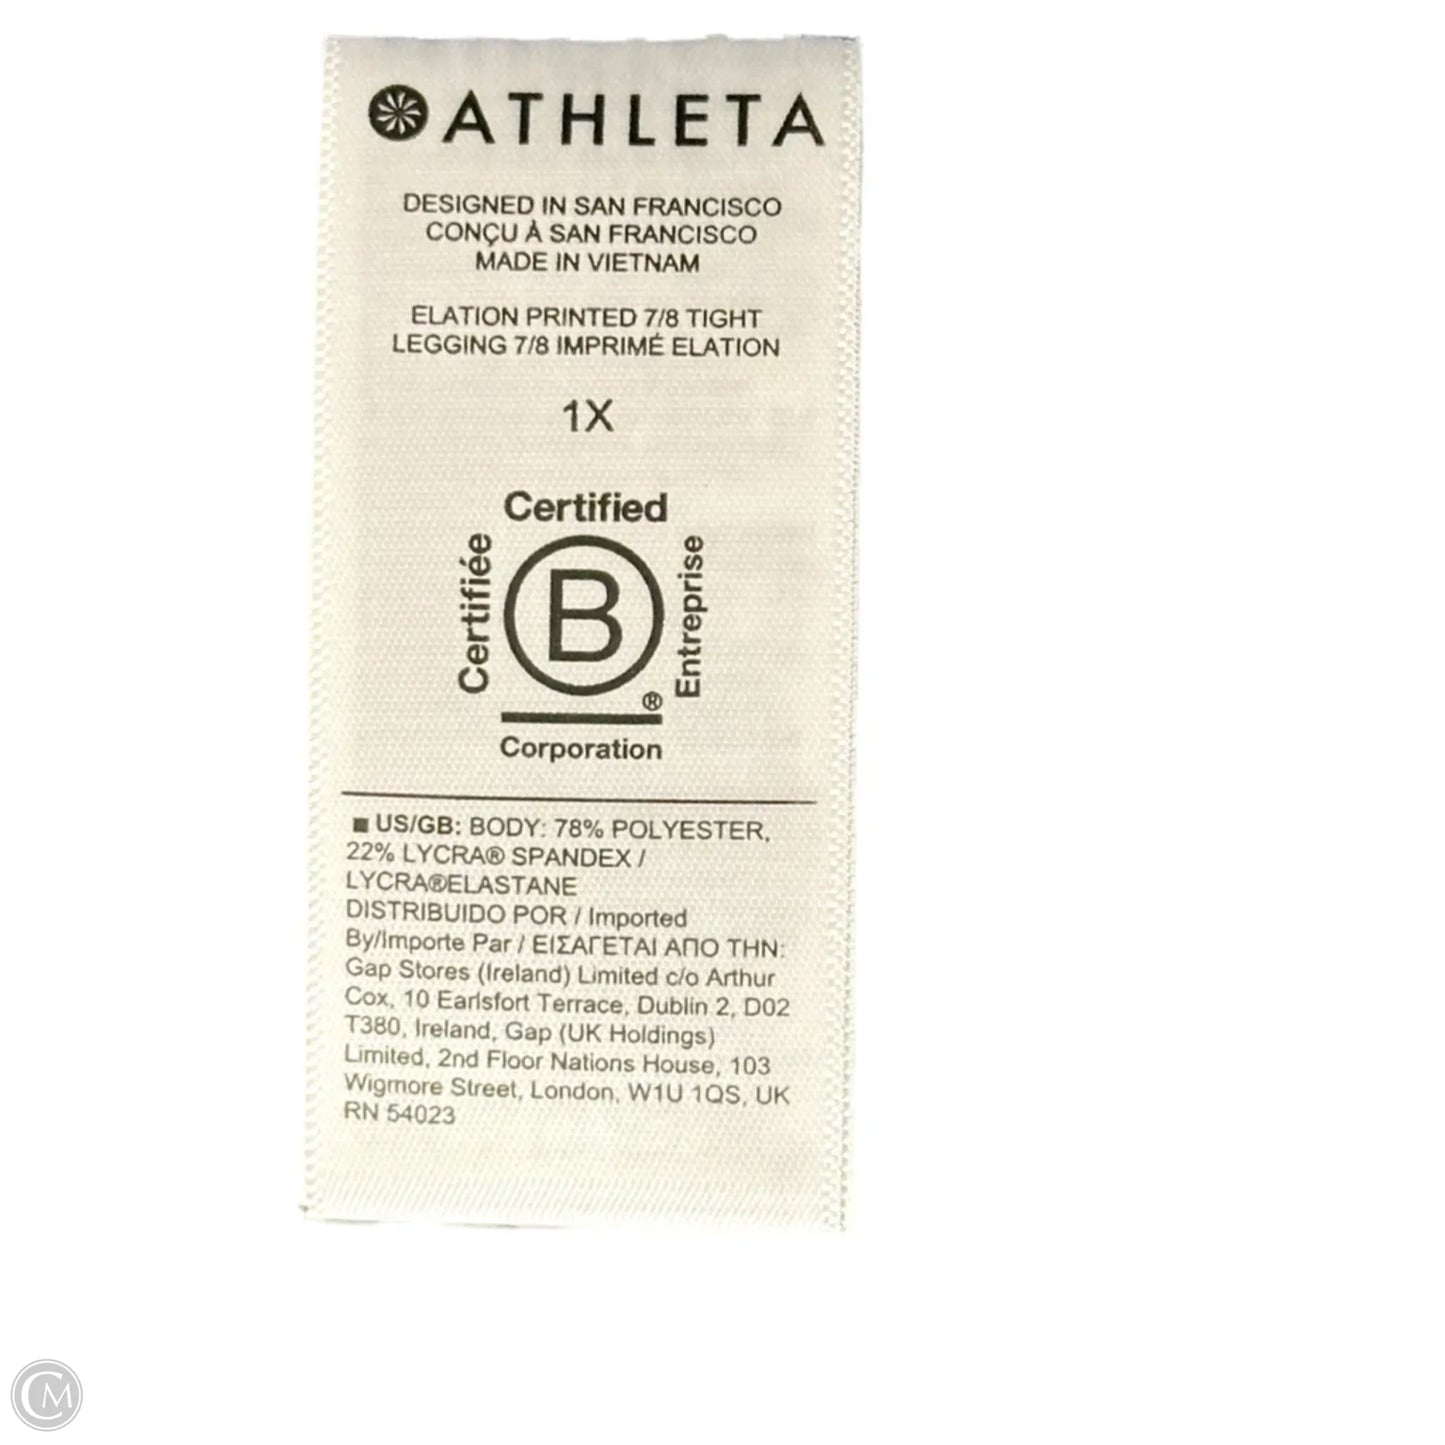 ATHLETA
DESIGNED IN SAN FRANCISCO
CONÇU À SAN FRANCISCO
MADE IN VIETNAM
ELATION PRINTED 7/8 TIGHT
LEGGING 7/8 IMPRIMÉ ELATION
1X
Certified
Certifiée
B
®
Entreprise
Corporation
■ US/GB: BODY: 78% POLYESTER,
22% LYCRA® SPANDEX /
LYCRA®ELASTANE
DISTRIBUIDO POR / Imported
By/Importe Par / ΕΙΣΑΓΕΤΑΙ ΑΠΟ ΤΗΝ:
Gap Stores (Ireland) Limited c/o Arthur
Cox, 10 Earlsfort Terrace, Dublin 2, D02
T380, Ireland, Gap (UK Holdings)
Limited, 2nd Floor Nations House, 103
Wigmore Street, London, W1U 1QS, UK
RN 54023
CM